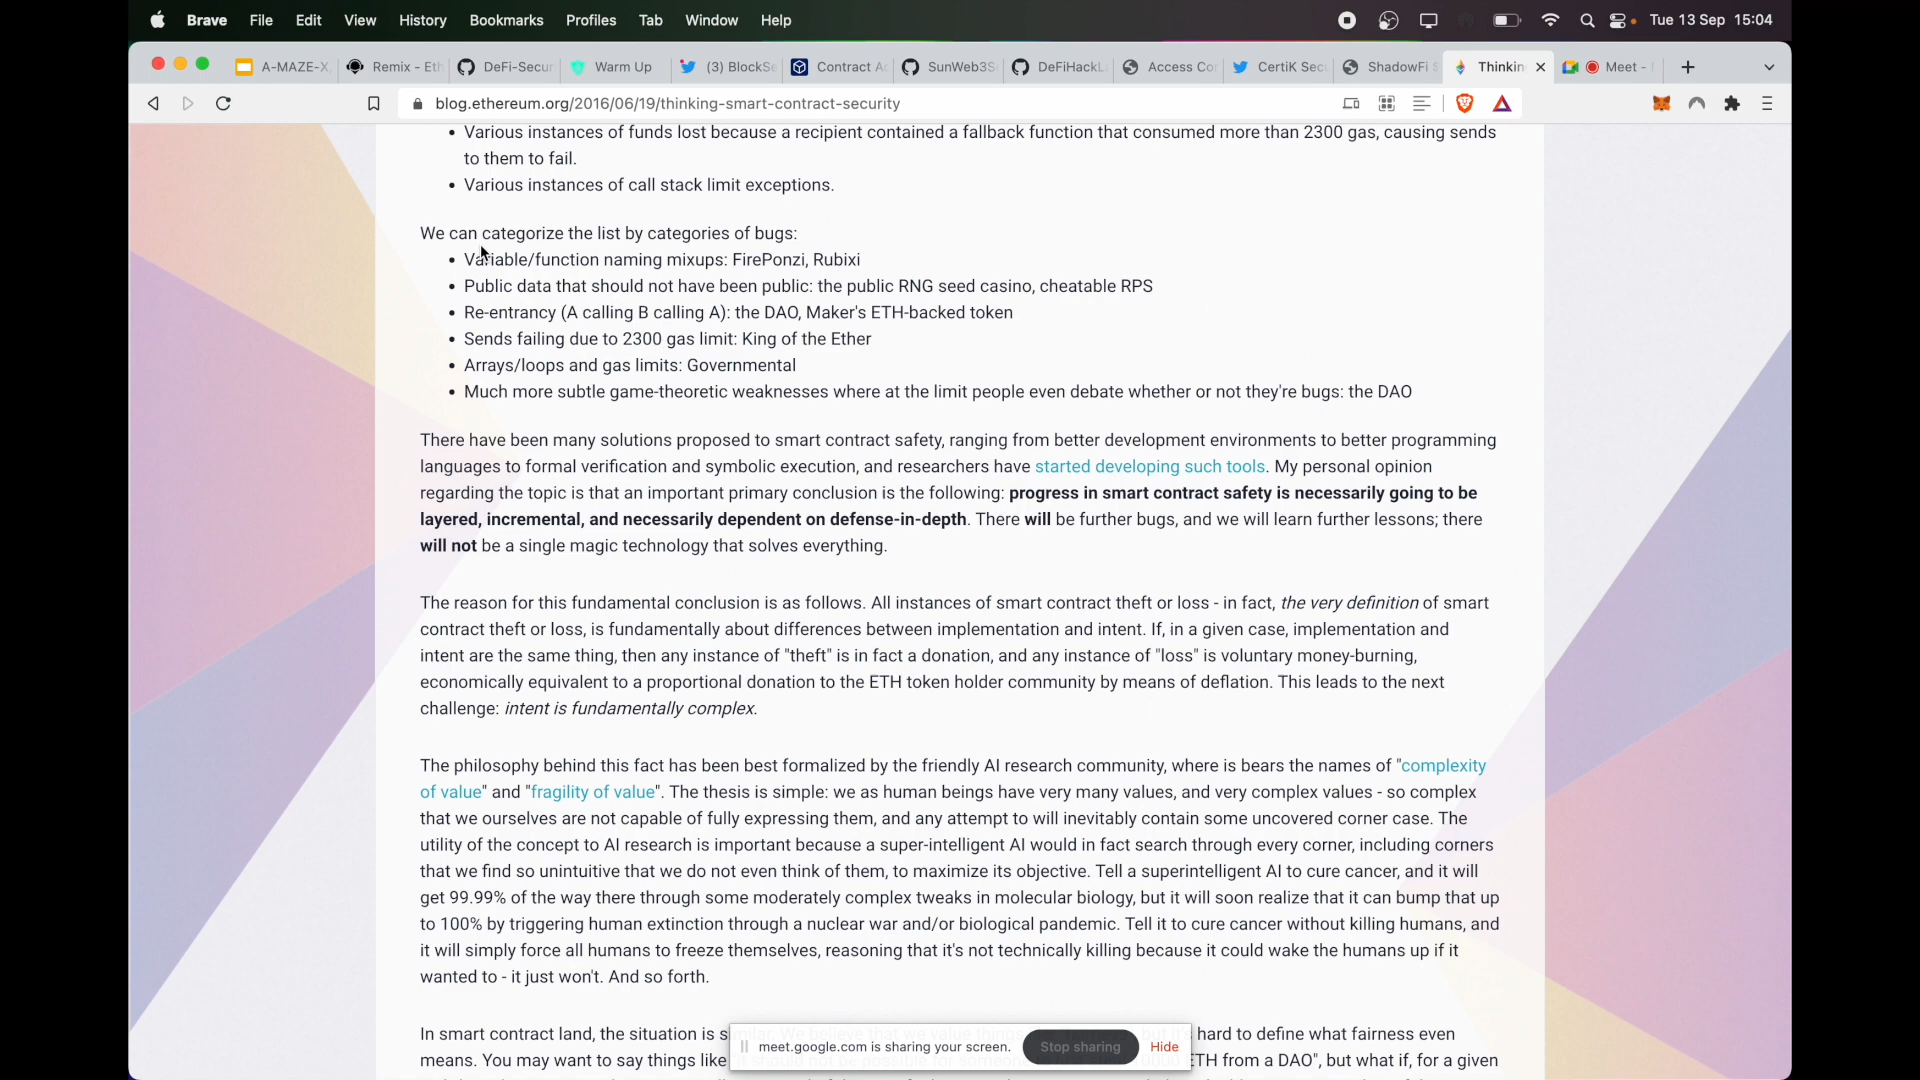 Brave File Edit View History Bookmarks Profiles Tab Window Help Tue 13 Sep 15:04
A-MAZE-X Remix - Eth DeFi-Secur Warm Up (3) BlockSe Contract Ac SunWeb3S DeFiHackL Access Co CertiK Sec ShadowFi Thinkin Meet -
blog.ethereum.org/2016/06/19/thinking-smart-contract-security
• Various instances of funds lost because a recipient contained a fallback function that consumed more than 2300 gas, causing sends
to them to fail.
• Various instances of call stack limit exceptions.
We can categorize the list by categories of bugs:
• Variable/function naming mixups: FirePonzi, Rubixi
• Public data that should not have been public: the public RNG seed casino, cheatable RPS
• Re-entrancy (A calling B calling A): the DAO, Maker's ETH-backed token
• Sends failing due to 2300 gas limit: King of the Ether
• Arrays/loops and gas limits: Governmental
• Much more subtle game-theoretic weaknesses where at the limit people even debate whether or not they're bugs: the DAO
There have been many solutions proposed to smart contract safety, ranging from better development environments to better programming
languages to formal verification and symbolic execution, and researchers have started developing such tools. My personal opinion
regarding the topic is that an important primary conclusion is the following: progress in smart contract safety is necessarily going to be
layered, incremental, and necessarily dependent on defense-in-depth. There will be further bugs, and we will learn further lessons; there
will not be a single magic technology that solves everything.
The reason for this fundamental conclusion is as follows. All instances of smart contract theft or loss - in fact, the very definition of smart
contract theft or loss, is fundamentally about differences between implementation and intent. If, in a given case, implementation and
intent are the same thing, then any instance of "theft" is in fact a donation, and any instance of "loss" is voluntary money-burning,
economically equivalent to a proportional donation to the ETH token holder community by means of deflation. This leads to the next
challenge: intent is fundamentally complex.
The philosophy behind this fact has been best formalized by the friendly AI research community, where is bears the names of "complexity
of value" and "fragility of value". The thesis is simple: we as human beings have very many values, and very complex values - so complex
that we ourselves are not capable of fully expressing them, and any attempt to will inevitably contain some uncovered corner case. The
utility of the concept to AI research is important because a super-intelligent AI would in fact search through every corner, including corners
that we find so unintuitive that we do not even think of them, to maximize its objective. Tell a superintelligent AI to cure cancer, and it will
get 99.99% of the way there through some moderately complex tweaks in molecular biology, but it will soon realize that it can bump that up
to 100% by triggering human extinction through a nuclear war and/or biological pandemic. Tell it to cure cancer without killing humans, and
it will simply force all humans to freeze themselves, reasoning that it's not technically killing because it could wake the humans up if it
wanted to - it just won't. And so forth.
In smart contract land, the situation is hard to define what fairness even
meet.google.com is sharing your screen. Stop sharing Hide
means. You may want to say things like ETH from a DAO", but what if, for a given